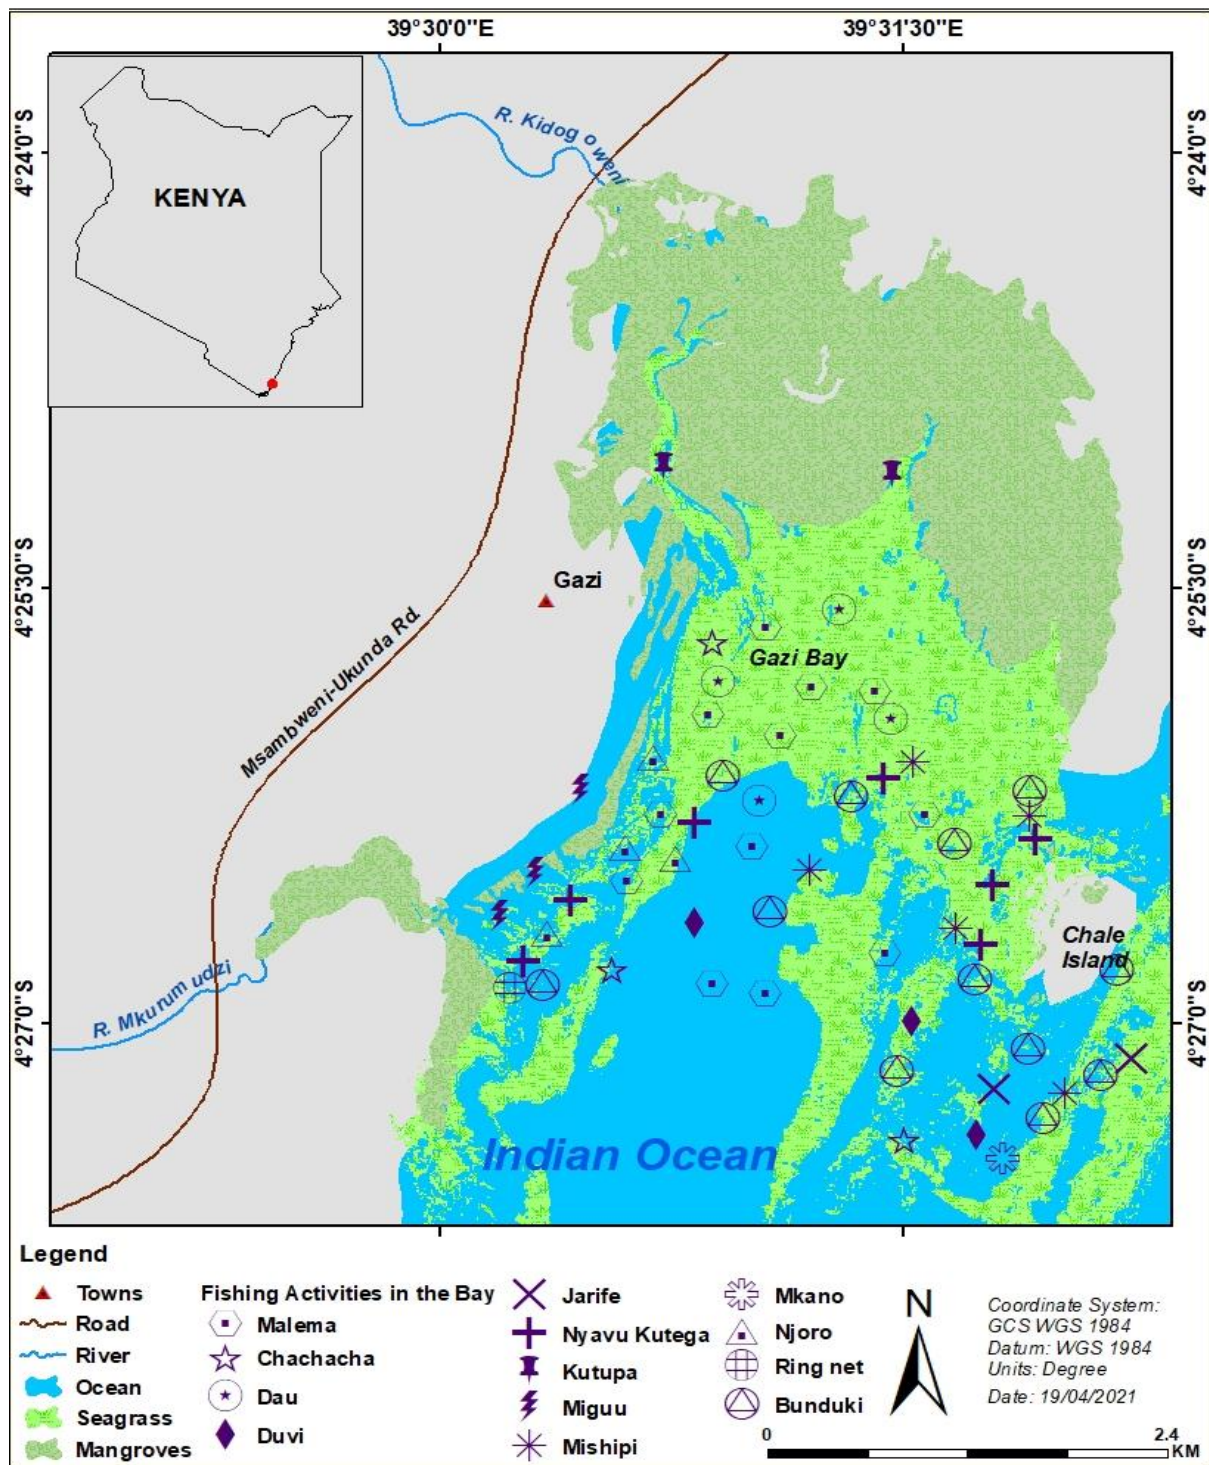 39°30'0"E
39°31'30"E
4°24'0"S
4°24'0"S
R. Kidog o weni
KENYA
4°25'30"S
4°25'30"S
Gazi
Gazi Bay
Msambweni-Ukunda Rd.
Chale
Island
R. Mkurum udzi
4°27'0"S
4°27'0"S
Indian Ocean
Legend
Towns
Road
River
Ocean
Seagrass
Mangroves
Fishing Activities in the Bay
Malema
Chachacha
Dau
Duvi
Jarife
Nyavu Kutega
Kutupa
Miguu
Mishipi
Mkano
Njoro
Ring net
Bunduki
N
Coordinate System:
GCS WGS 1984
Datum: WGS 1984
Units: Degree
Date: 19/04/2021
0
2.4
KM